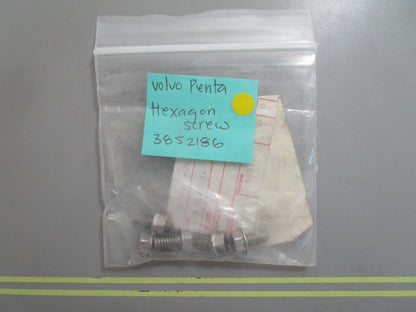 volvo Penta
Hexagon
screw
3852186